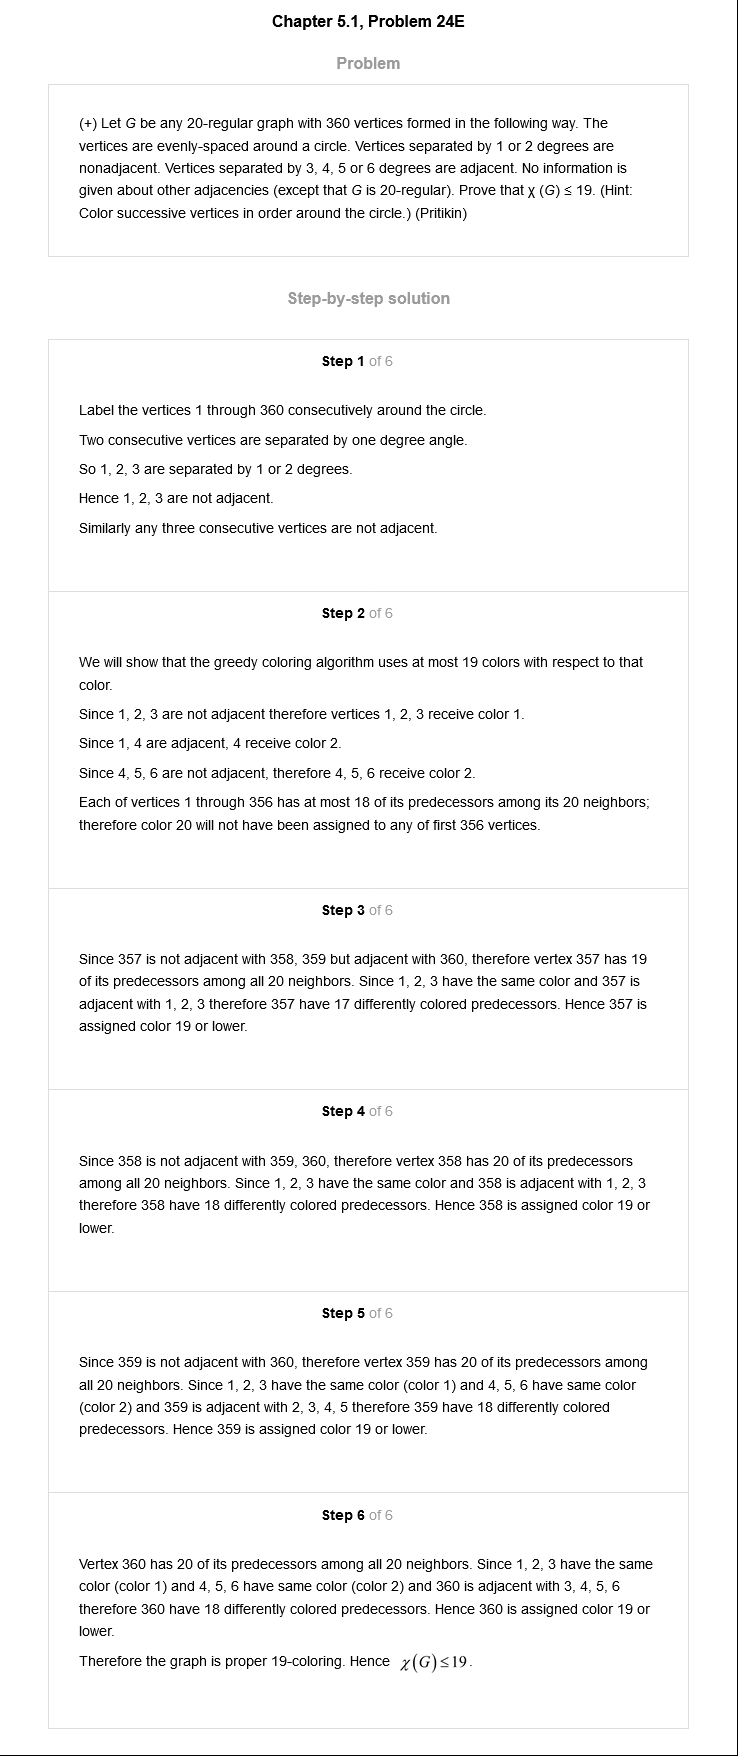 Chapter 5.1, Problem 24E
Problem
(+) Let G be any 20-regular graph with 360 vertices formed in the following way. The
vertices are evenly-spaced around a circle. Vertices separated by 1 or 2 degrees are
nonadjacent. Vertices separated by 3, 4, 5 or 6 degrees are adjacent. No information is
given about other adjacencies (except that G is 20-regular). Prove that χ (G) ≤ 19. (Hint:
Color successive vertices in order around the circle.) (Pritikin)
Step-by-step solution
Step 1 of 6
Label the vertices 1 through 360 consecutively around the circle.
Two consecutive vertices are separated by one degree angle.
So 1, 2, 3 are separated by 1 or 2 degrees.
Hence 1, 2, 3 are not adjacent.
Similarly any three consecutive vertices are not adjacent.
Step 2 of 6
We will show that the greedy coloring algorithm uses at most 19 colors with respect to that
color.
Since 1, 2, 3 are not adjacent therefore vertices 1, 2, 3 receive color 1.
Since 1, 4 are adjacent, 4 receive color 2.
Since 4, 5, 6 are not adjacent, therefore 4, 5, 6 receive color 2.
Each of vertices 1 through 356 has at most 18 of its predecessors among its 20 neighbors;
therefore color 20 will not have been assigned to any of first 356 vertices.
Step 3 of 6
Since 357 is not adjacent with 358, 359 but adjacent with 360, therefore vertex 357 has 19
of its predecessors among all 20 neighbors. Since 1, 2, 3 have the same color and 357 is
adjacent with 1, 2, 3 therefore 357 have 17 differently colored predecessors. Hence 357 is
assigned color 19 or lower.
Step 4 of 6
Since 358 is not adjacent with 359, 360, therefore vertex 358 has 20 of its predecessors
among all 20 neighbors. Since 1, 2, 3 have the same color and 358 is adjacent with 1, 2, 3
therefore 358 have 18 differently colored predecessors. Hence 358 is assigned color 19 or
lower.
Step 5 of 6
Since 359 is not adjacent with 360, therefore vertex 359 has 20 of its predecessors among
all 20 neighbors. Since 1, 2, 3 have the same color (color 1) and 4, 5, 6 have same color
(color 2) and 359 is adjacent with 2, 3, 4, 5 therefore 359 have 18 differently colored
predecessors. Hence 359 is assigned color 19 or lower.
Step 6 of 6
Vertex 360 has 20 of its predecessors among all 20 neighbors. Since 1, 2, 3 have the same
color (color 1) and 4, 5, 6 have same color (color 2) and 360 is adjacent with 3, 4, 5, 6
therefore 360 have 18 differently colored predecessors. Hence 360 is assigned color 19 or
lower.
Therefore the graph is proper 19-coloring. Hence χ(G)≤19.